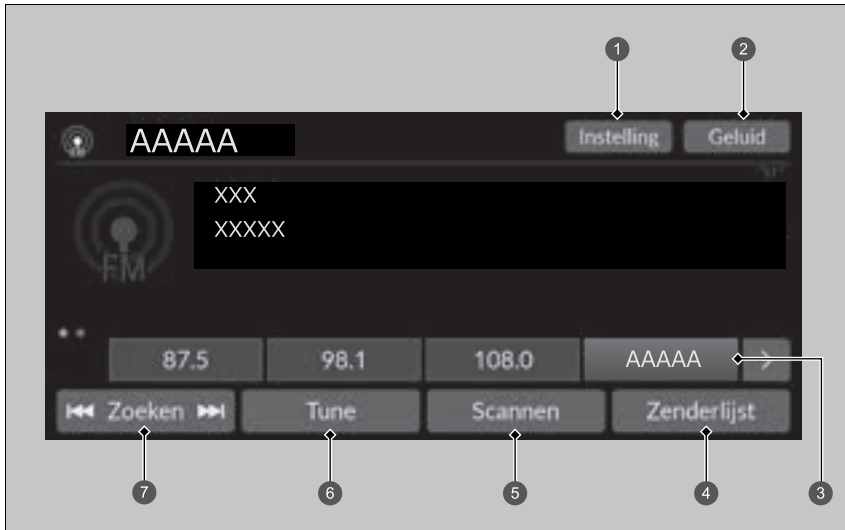 1 2
AAAAA Instelling Geluid
XXX
FM XXXXX
87.5 98.1 108.0 AAAAA >
Zoeken Tune Scannen Zenderlijst
7 6 5 4 3